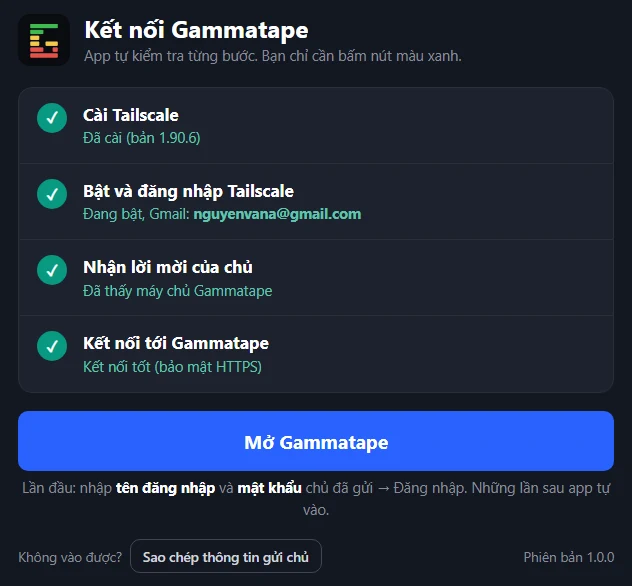 Kết nối Gammatape
App tự kiểm tra từng bước. Bạn chỉ cần bấm nút màu xanh.
Cài Tailscale
Đã cài (bản 1.90.6)
Bật và đăng nhập Tailscale
Đang bật, Gmail: nguyenvana@gmail.com
Nhận lời mời của chủ
Đã thấy máy chủ Gammatape
Kết nối tới Gammatape
Kết nối tốt (bảo mật HTTPS)
Mở Gammatape
Lần đầu: nhập tên đăng nhập và mật khẩu chủ đã gửi → Đăng nhập. Những lần sau app tự
vào.
Không vào được? Sao chép thông tin gửi chủ Phiên bản 1.0.0